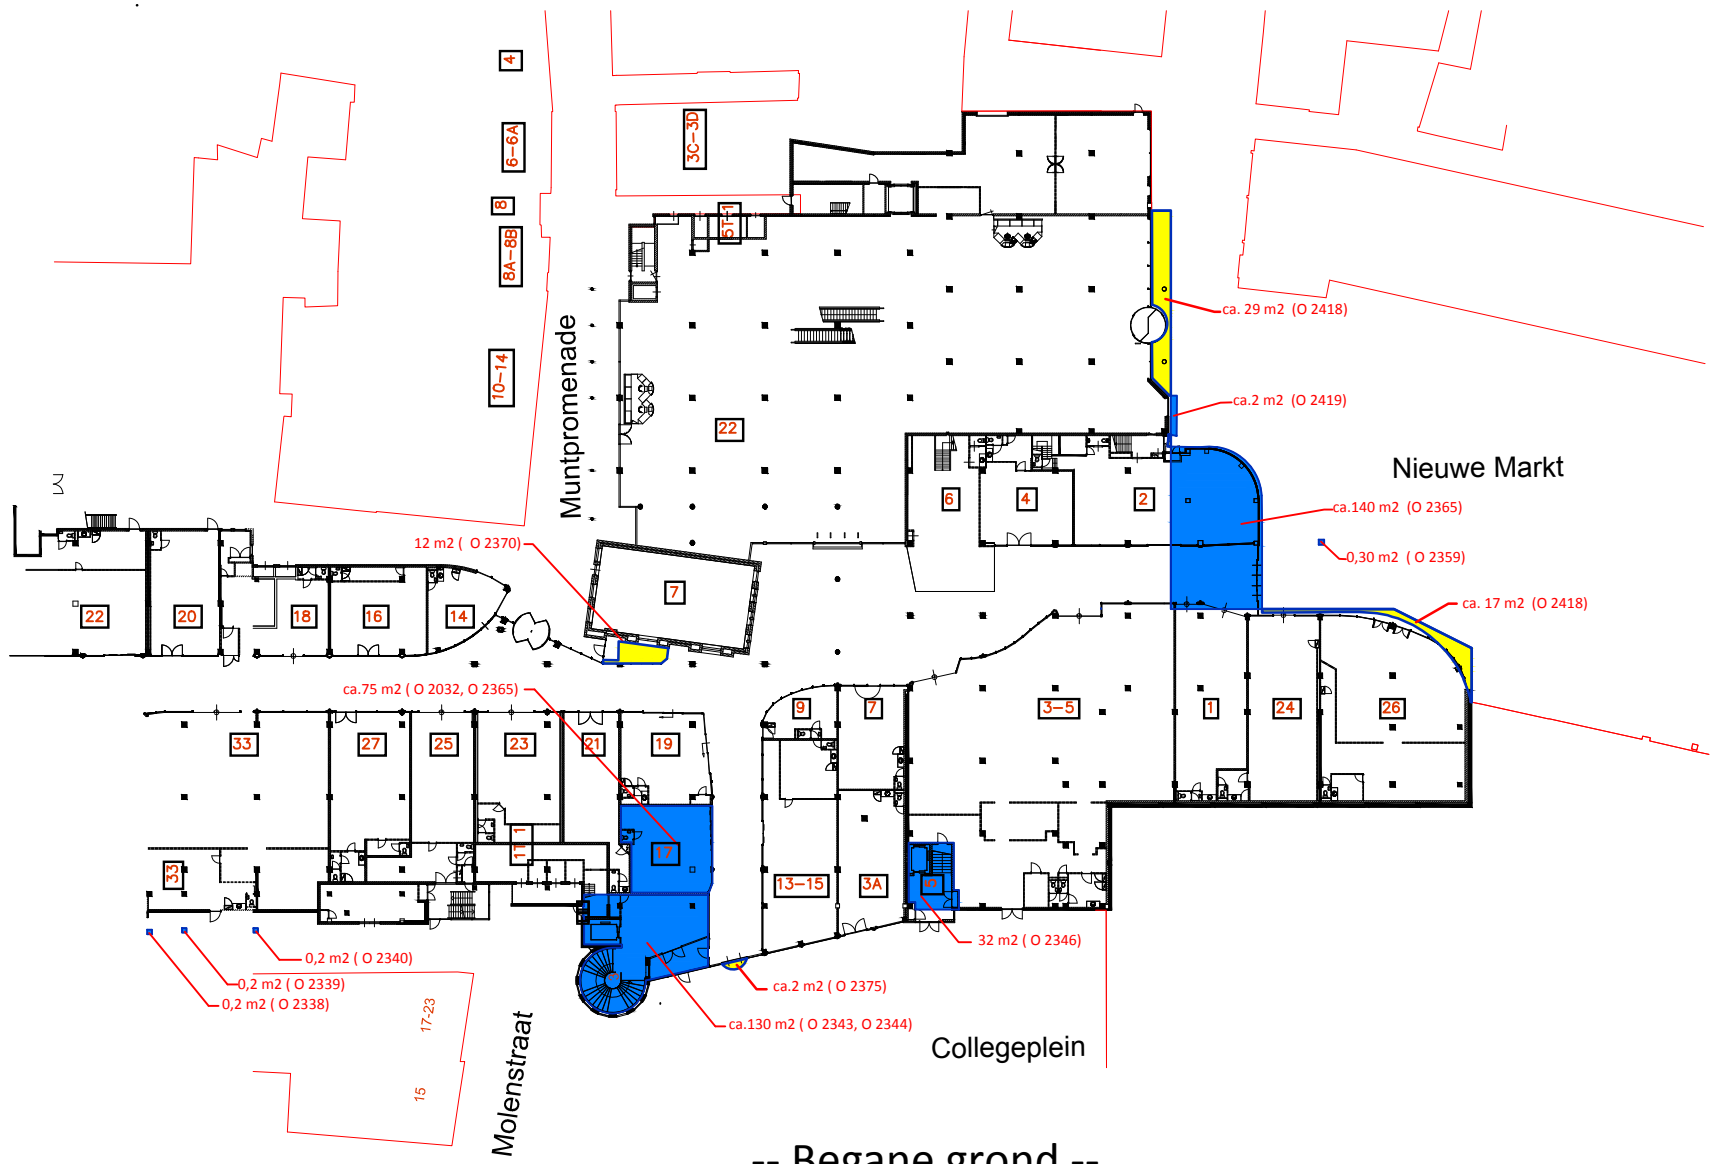 4
6-6A
3C-3D
8
5T-1
8A-8B
ca. 29 m2 (O 2418)
Muntpromenade
10-14
ca.2 m2 (O 2419)
22
Nieuwe Markt
6
4
2
ca.140 m2 (O 2365)
12 m2 ( O 2370)
0,30 m2 ( O 2359)
7
ca. 17 m2 (O 2418)
22
20
18
16
14
ca.75 m2 ( O 2032, O 2365)
9
7
3-5
1
24
26
33
27
25
23
21
19
1T-1
17
33
13-15
3A
5
32 m2 ( O 2346)
0,2 m2 ( O 2340)
0,2 m2 ( O 2339)
0,2 m2 ( O 2338)
ca.2 m2 ( O 2375)
17-23
ca.130 m2 ( O 2343, O 2344)
Collegeplein
15
Molenstraat
-- Begane grond --